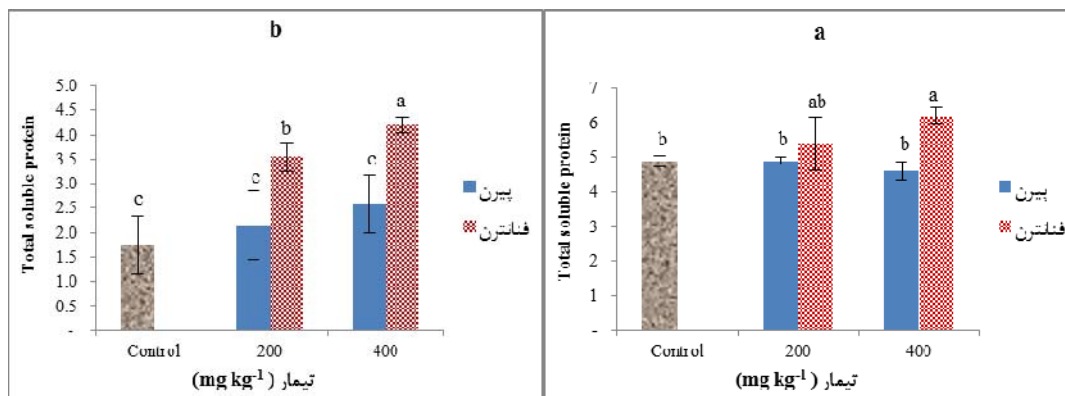 b
Total soluble protein
5.0
4.5
4.0
3.5
3.0
2.5
2.0
1.5
1.0
0.5
-
c
c
b
c
a
Control
200
400
تیمار ( mg kg-1)
پیرن
فنانترن
a
Total soluble protein
7
6
5
4
3
2
1
-
b
b
ab
b
a
Control
200
400
تیمار ( mg kg-1)
پیرن
فنانترن